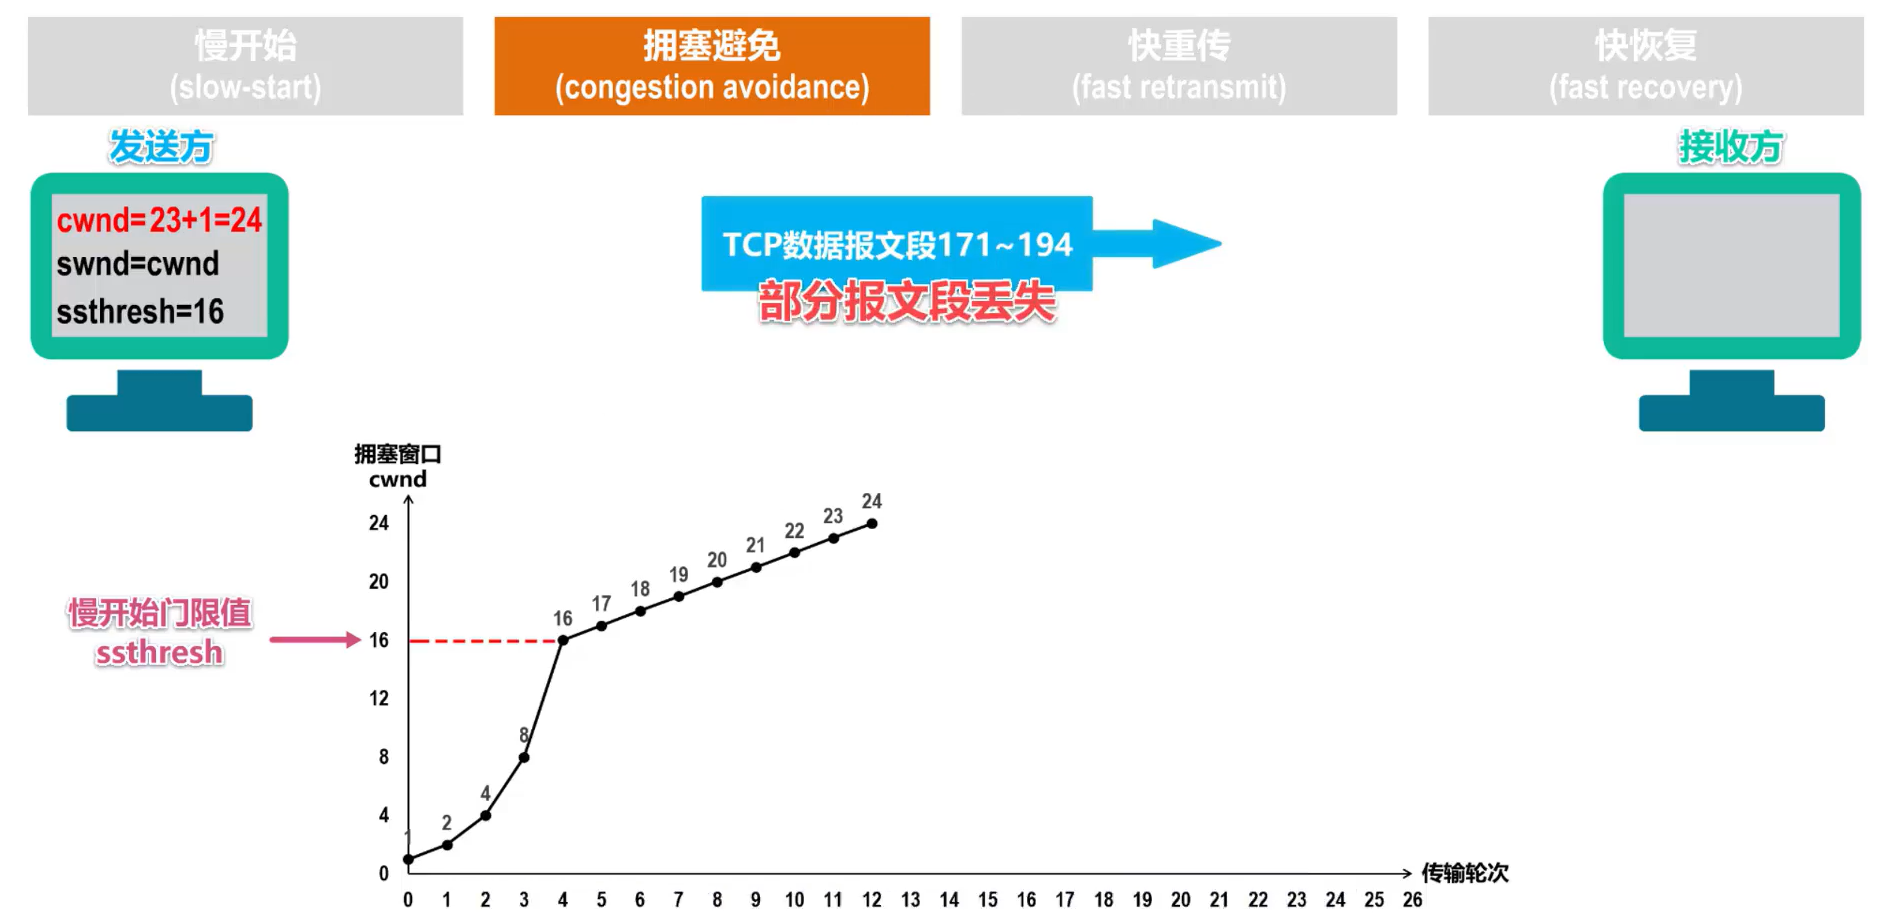 慢开始
(slow-start)
拥塞避免
(congestion avoidance)
快重传
(fast retransmit)
快恢复
(fast recovery)
发送方
接收方
cwnd=23+1=24
swnd=cwnd
ssthresh=16
TCP数据报文段171~194
部分报文段丢失
拥塞窗口
cwnd
24
20
16
12
8
4
0
慢开始门限值
ssthresh
1
2
4
8
16
17
18
19
20
21
22
23
24
0 1 2 3 4 5 6 7 8 9 10 11 12 13 14 15 16 17 18 19 20 21 22 23 24 25 26
传输轮次